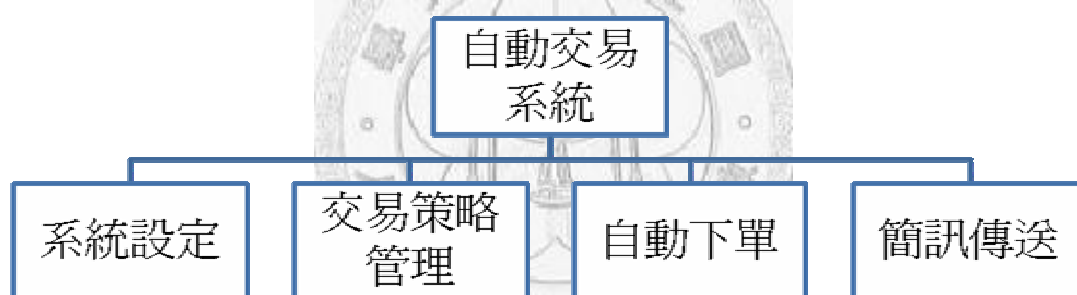 自動交易
系統
系統設定
交易策略
管理
自動下單
簡訊傳送